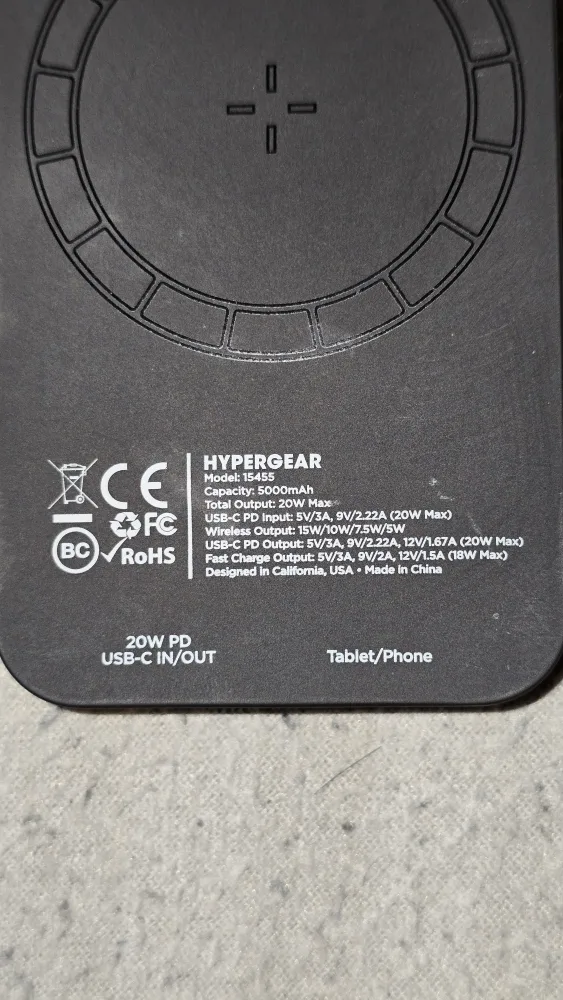 HYPERGEAR
Model: 15455
Capacity: 5000mAh
Total Output: 20W Max
USB-C PD Input: 5V/3A, 9V/2.22A (20W Max)
Wireless Output: 15W/10W/7.5W/5W
USB-C PD Output: 5V/3A, 9V/2.22A, 12V/1.67A (20W Max)
Fast Charge Output: 5V/3A, 9V/2A, 12V/1.5A (18W Max)
Designed in California, USA • Made In China
CE
FC
BC
RoHS
20W PD
USB-C IN/OUT
Tablet/Phone